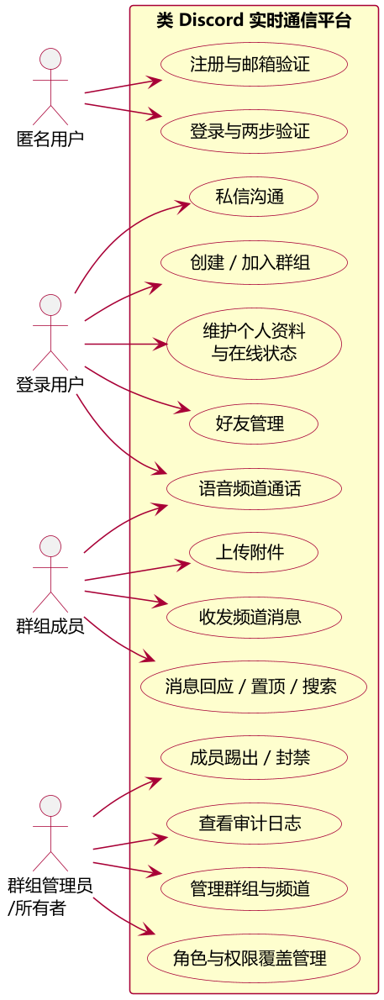 类 Discord 实时通信平台
注册与邮箱验证
匿名用户
登录与两步验证
私信沟通
创建 / 加入群组
维护个人资料
与在线状态
登录用户
好友管理
语音频道通话
上传附件
收发频道消息
群组成员
消息回应 / 置顶 / 搜索
成员踢出 / 封禁
查看审计日志
群组管理员
/所有者
管理群组与频道
角色与权限覆盖管理